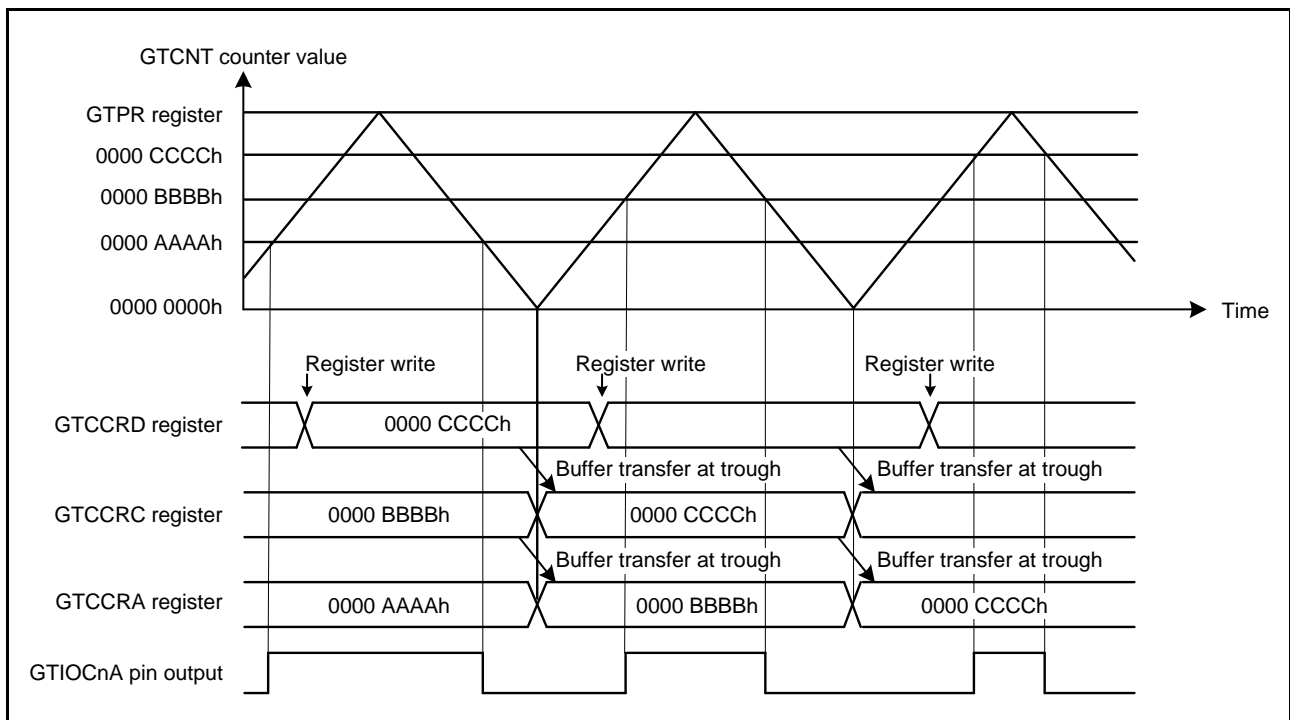 GTCNT counter value
GTPR register
0000 CCCCh
0000 BBBBh
0000 AAAAh
0000 0000h
Time
Register write Register write Register write
GTCCRD register 0000 CCCCh
Buffer transfer at trough Buffer transfer at trough
GTCCRC register 0000 BBBBh 0000 CCCCh
Buffer transfer at trough Buffer transfer at trough
GTCCRA register 0000 AAAAh 0000 BBBBh 0000 CCCCh
GTIOCnA pin output